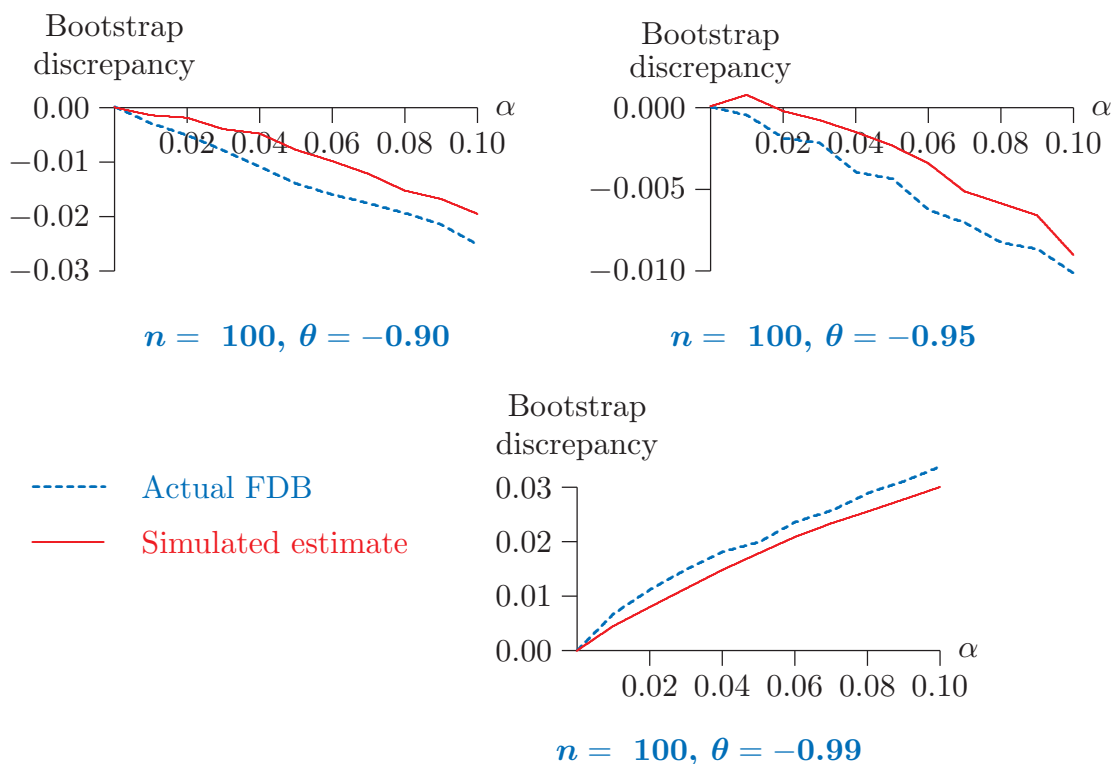 Bootstrap
discrepancy
0.00
−0.01
−0.02
−0.03
0.02 0.04 0.06 0.08 0.10
α
n = 100, θ = −0.90
Bootstrap
discrepancy
0.000
−0.005
−0.010
0.02 0.04 0.06 0.08 0.10
α
n = 100, θ = −0.95
Actual FDB
Simulated estimate
Bootstrap
discrepancy
0.03
0.02
0.01
0.00
0.02 0.04 0.06 0.08 0.10
α
n = 100, θ = −0.99